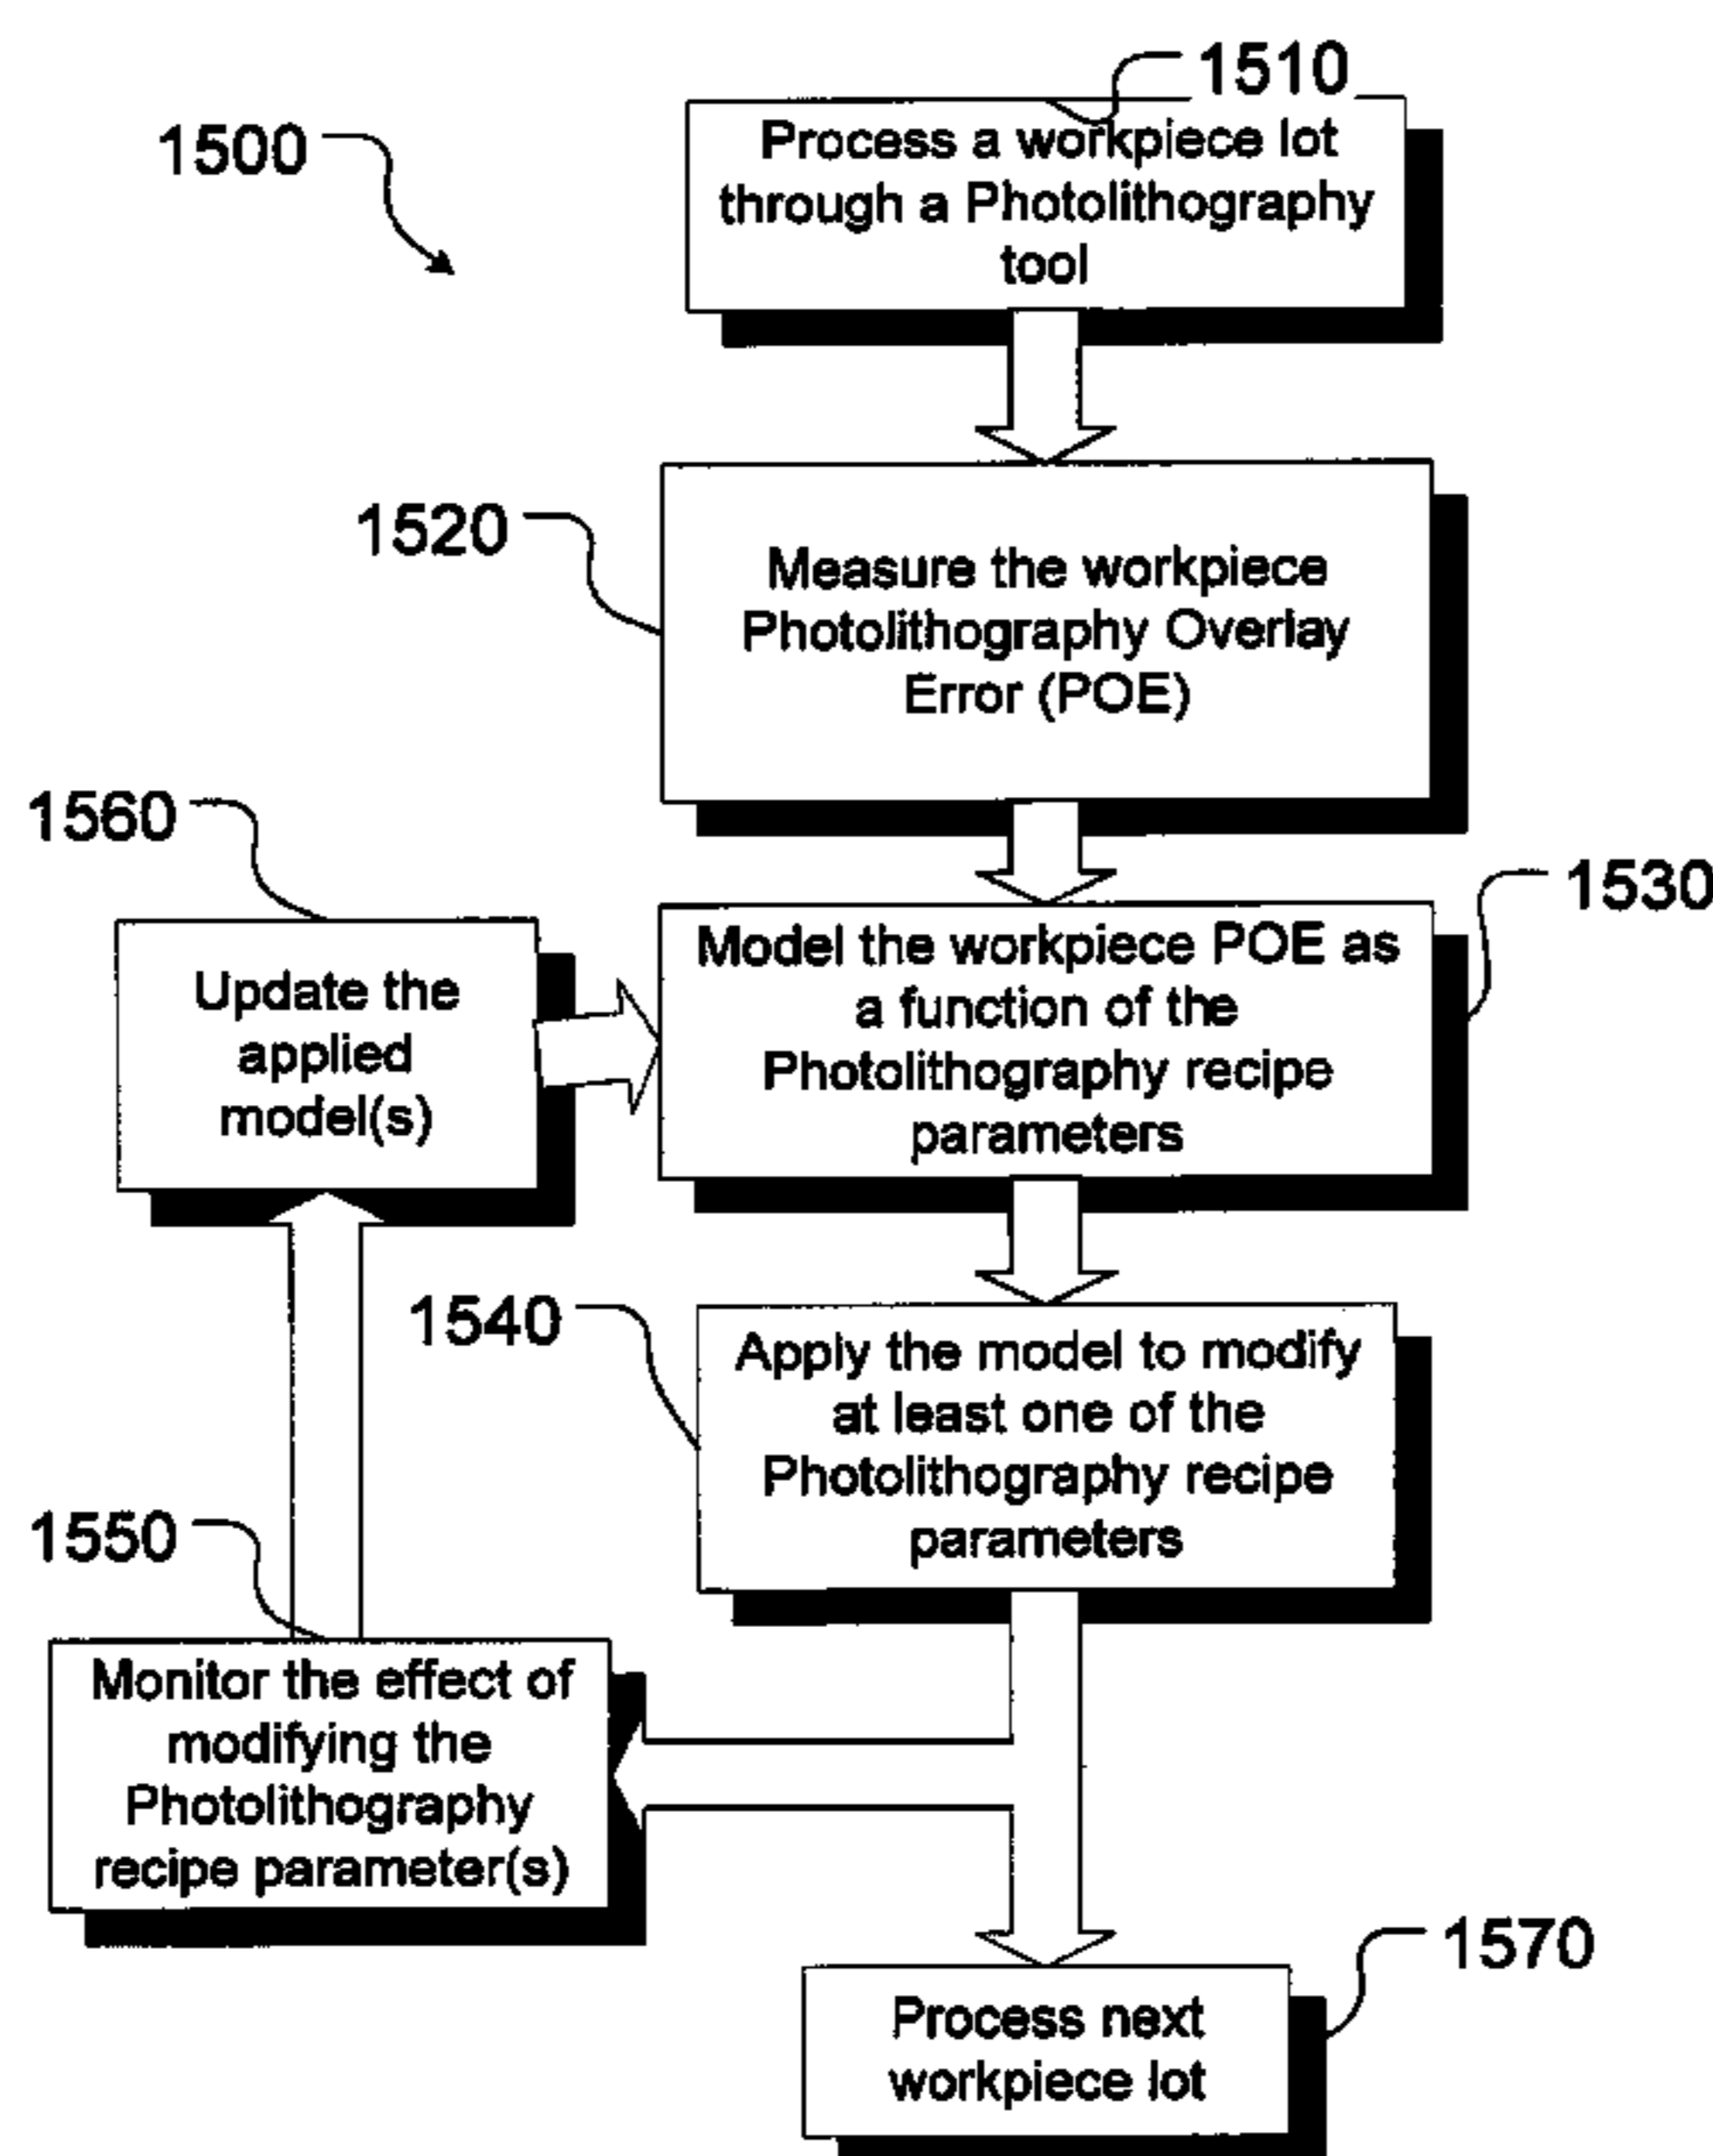 1500
1510
Process a workpiece lot
through a Photolithography
tool
1520
Measure the workpiece
Photolithography Overlay
Error (POE)
1560
Update the
applied
model(s)
1530
Model the workpiece POE as
a function of the
Photolithography recipe
parameters
1540
Apply the model to modify
at least one of the
Photolithography recipe
parameters
1550
Monitor the effect of
modifying the
Photolithography
recipe parameter(s)
1570
Process next
workpiece lot